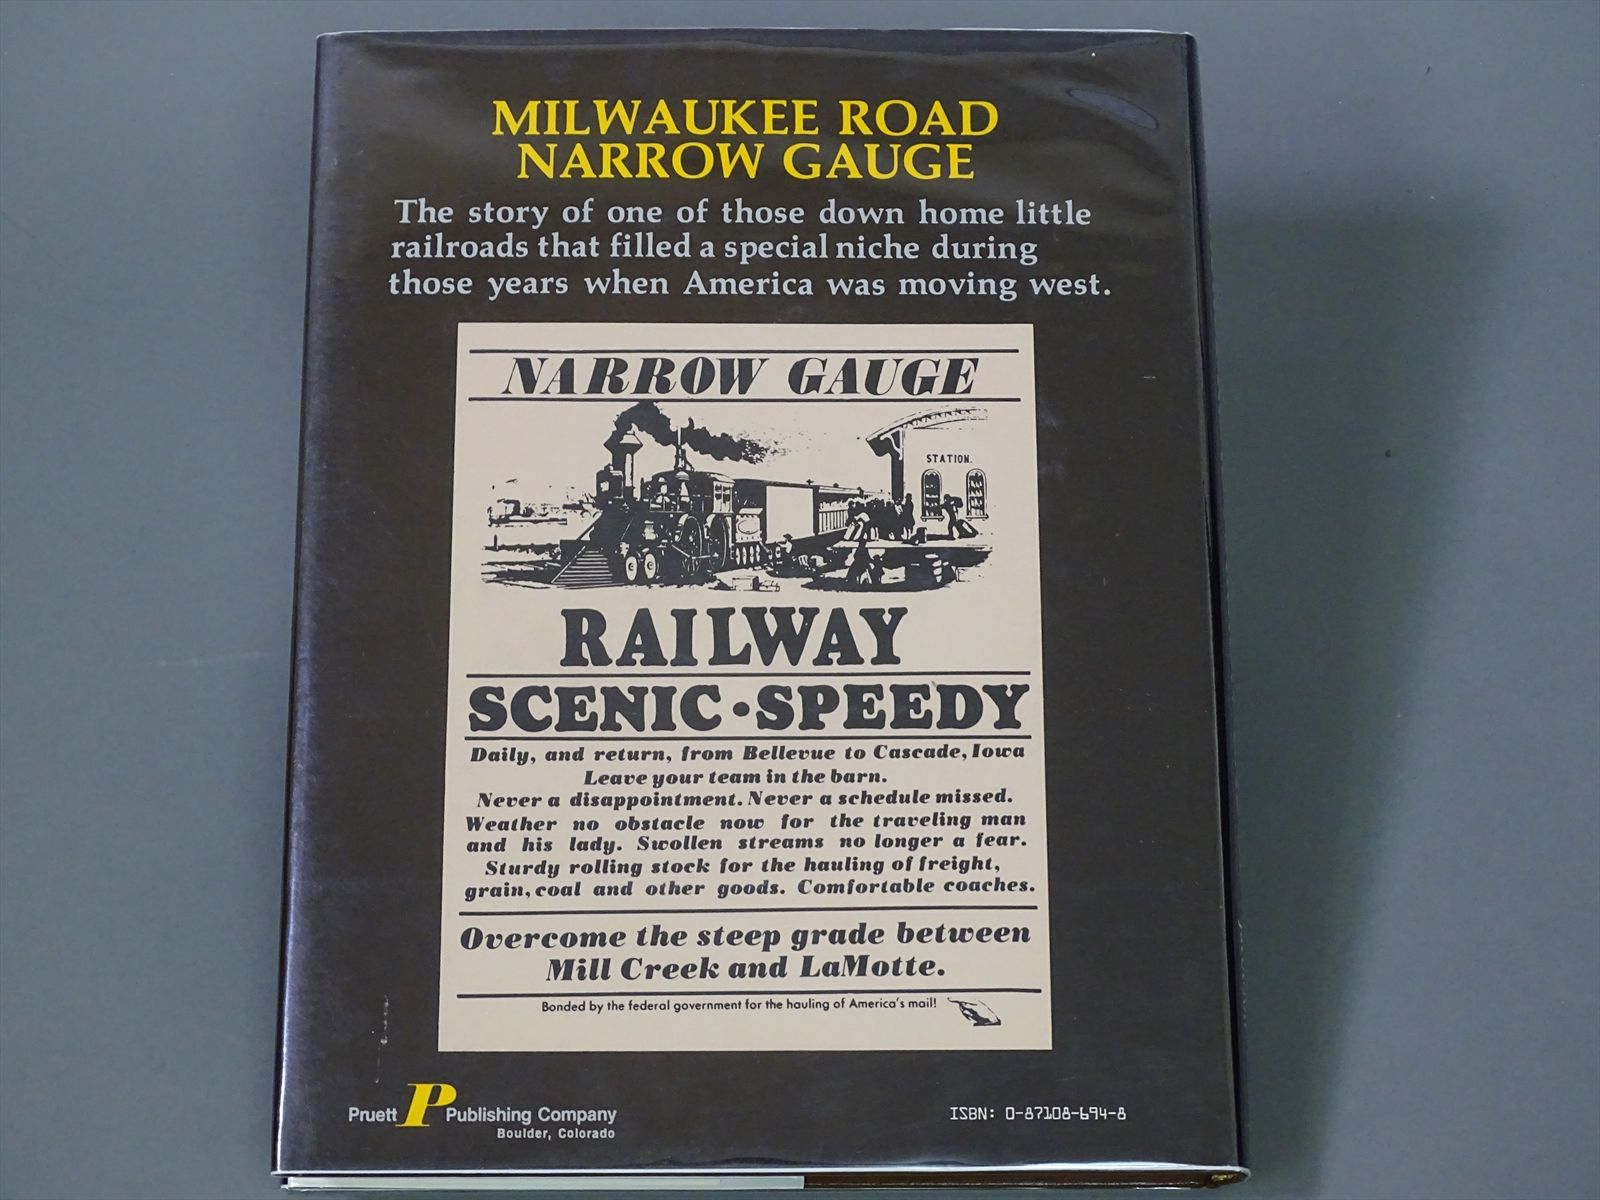 MILWAUKEE ROAD
NARROW GAUGE
The story of one of those down home little
railroads that filled a special niche during
those years when America was moving west.
NARROW GAUGE
STATION.
RAILWAY
SCENIC · SPEEDY
Daily, and return, from Bellevue to Cascade, Iowa
Leave your team in the barn.
Never a disappointment. Never a schedule missed.
Weather no obstacle now for the traveling man
and his lady. Swollen streams no longer a fear.
Sturdy rolling stock for the hauling of freight,
grain, coal and other goods. Comfortable coaches.
Overcome the steep grade between
Mill Creek and LaMotte.
Bonded by the federal government for the hauling of America's mail!
Pruett P Publishing Company
Boulder, Colorado
ISBN: 0-87108-694-8